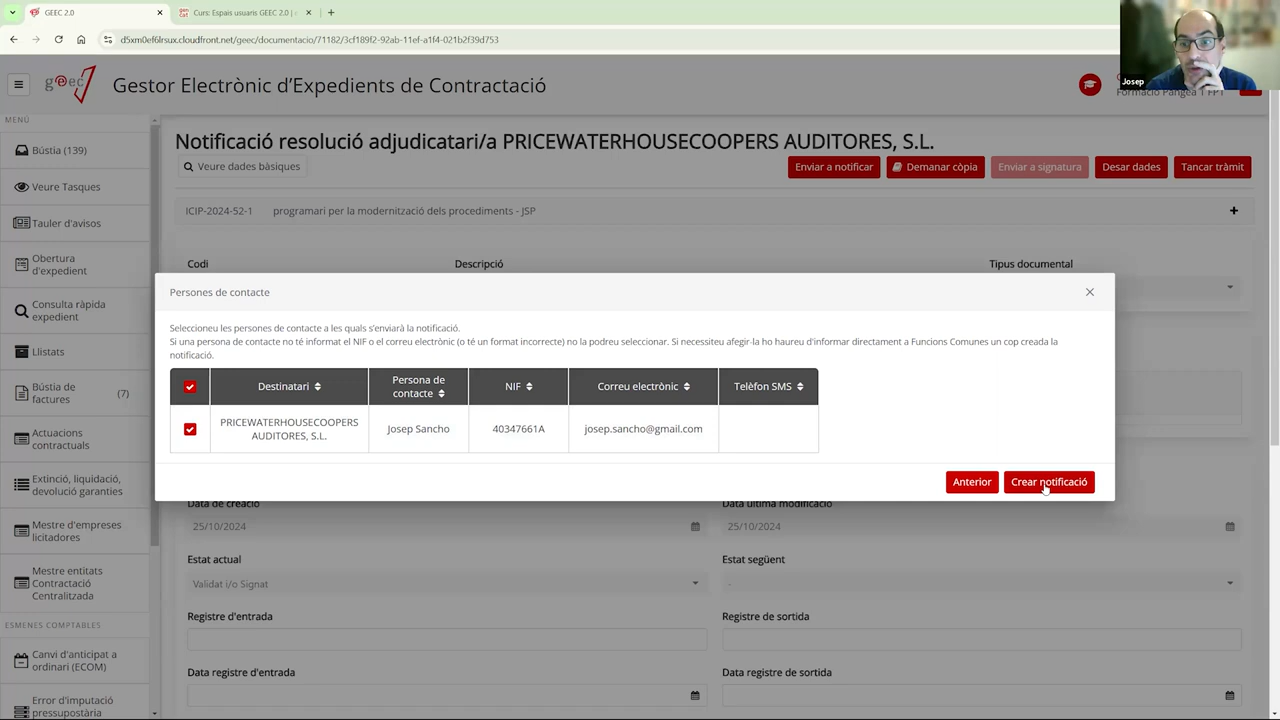 GEEC 2.0
Curs: Espais usuaris GEEC 2.0 |
d5xm0ef6lrsux.cloudfront.net/geec/documentacio/71182/3cf189f2-92ab-11ef-a1f4-021b2f39d753
Josep
geec
Gestor Electrònic d'Expedients de Contractació
Formació Pangea 1 FP1
MENÚ
Bústia (139)
Veure Tasques
Tauler d'avisos
Obertura
d'expedient
Consulta ràpida
expedient
Llistats
Bústia de
factures
(7)
Actuacions
contractuals
Extinció, liquidació,
devolució garanties
Mestre d'empreses
licitadores
Mestre entitats
Contractació
Centralitzada
ESMENES COMPTABLES
Canvi d'anticipat a
ordinari (ECOM)
Error d'imputació
pressupostària
Notificació resolució adjudicatari/a PRICEWATERHOUSECOOPERS AUDITORES, S.L.
Veure dades bàsiques
Enviar a notificar
Demanar còpia
Enviar a signatura
Desar dades
Tancar tràmit
ICIP-2024-52-1 programari per la modernització dels procediments - JSP
Codi Descripció Tipus documental
Persones de contacte
Seleccioneu les persones de contacte a les quals s'enviarà la notificació.
Si una persona de contacte no té informat el NIF o el correu electrònic (o té un format incorrecte) no la podreu seleccionar. Si necessiteu afegir-la ho haureu d'informar directament a Funcions Comunes un cop creada la
notificació.
Destinatari
Persona de
contacte
NIF
Correu electrònic
Telèfon SMS
PRICEWATERHOUSECOOPERS
AUDITORES, S.L.
Josep Sancho
40347661A
josep.sancho@gmail.com
Anterior
Crear notificació
Data de creació Data última modificació
25/10/2024 25/10/2024
Estat actual Estat següent
Validat i/o Signat -
Registre d'entrada Registre de sortida
Data registre d'entrada Data registre de sortida